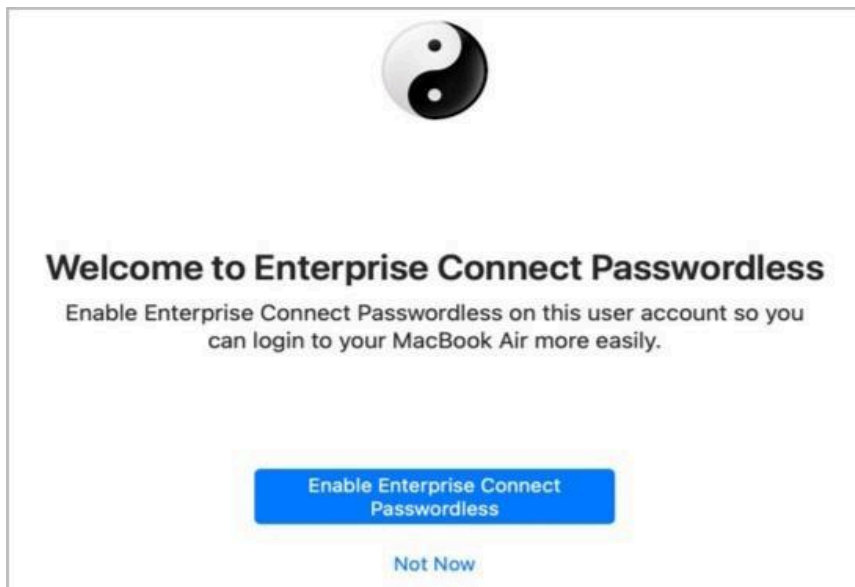 Welcome to Enterprise Connect Passwordless
Enable Enterprise Connect Passwordless on this user account so you
can login to your MacBook Air more easily.
Enable Enterprise Connect
Passwordless
Not Now